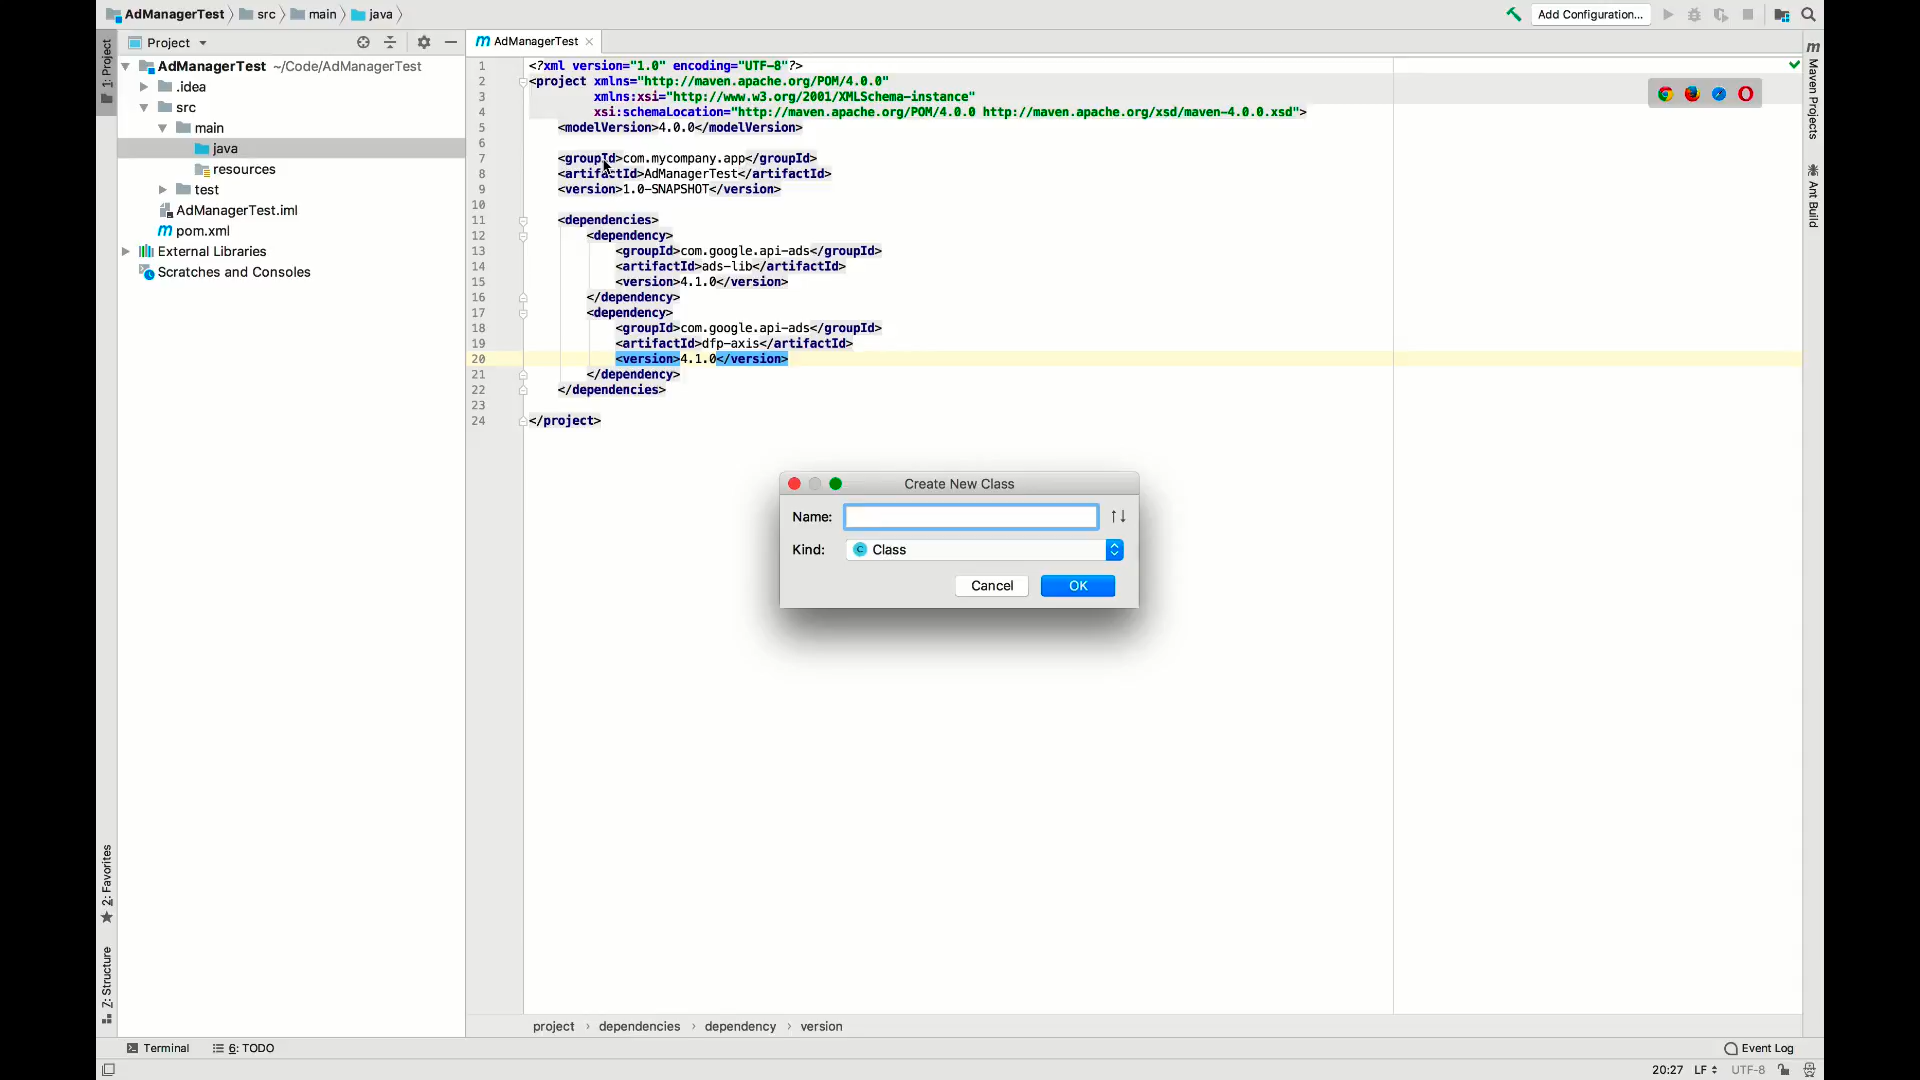 AdManagerTest src main java
Add Configuration...
Project
AdManagerTest
1: Project
AdManagerTest ~/Code/AdManagerTest
.idea
src
main
java
resources
test
AdManagerTest.iml
pom.xml
External Libraries
Scratches and Consoles
1 <?xml version="1.0" encoding="UTF-8"?>
2 <project xmlns="http://maven.apache.org/POM/4.0.0"
3 xmlns:xsi="http://www.w3.org/2001/XMLSchema-instance"
4 xsi:schemaLocation="http://maven.apache.org/POM/4.0.0 http://maven.apache.org/xsd/maven-4.0.0.xsd">
5 <modelVersion>4.0.0</modelVersion>
6
7 <groupId>com.mycompany.app</groupId>
8 <artifactId>AdManagerTest</artifactId>
9 <version>1.0-SNAPSHOT</version>
10
11 <dependencies>
12 <dependency>
13 <groupId>com.google.api-ads</groupId>
14 <artifactId>ads-lib</artifactId>
15 <version>4.1.0</version>
16 </dependency>
17 <dependency>
18 <groupId>com.google.api-ads</groupId>
19 <artifactId>dfp-axis</artifactId>
20 <version>4.1.0</version>
21 </dependency>
22 </dependencies>
23
24 </project>
m
Maven Projects
Ant Build
Create New Class
Name:
Kind: C Class
Cancel OK
2: Favorites
7: Structure
project › dependencies › dependency › version
Terminal 6: TODO
Event Log
20:27 LF UTF-8